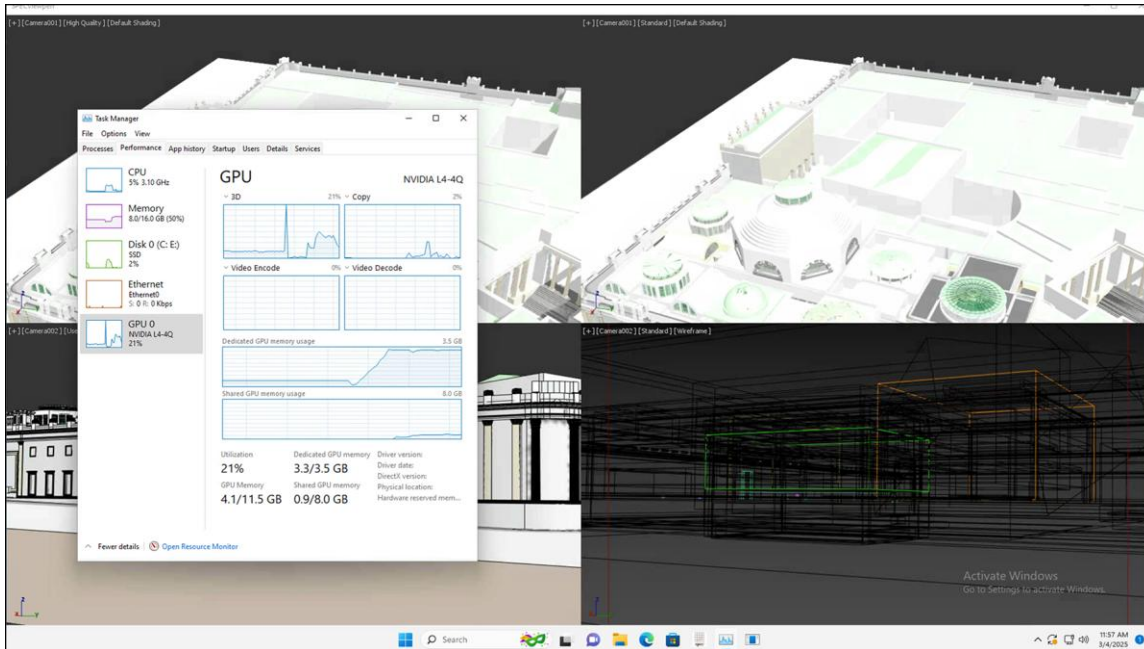 SPECviewperf
[+] [Camera001] [High Quality] [Default Shading]
[+] [Camera001] [Standard] [Default Shading]
Task Manager
File Options View
Processes Performance App history Startup Users Details Services
CPU
5% 3.10 GHz
Memory
8.0/16.0 GB (50%)
Disk 0 (C: E:)
SSD
2%
Ethernet
Ethernet0
S: 0 R: 0 Kbps
GPU 0
NVIDIA L4-4Q
21%
GPU
NVIDIA L4-4Q
3D 21%
Copy 2%
Video Encode 0%
Video Decode 0%
Dedicated GPU memory usage 3.5 GB
Shared GPU memory usage 8.0 GB
Utilization
21%
Dedicated GPU memory
3.3/3.5 GB
GPU Memory
4.1/11.5 GB
Shared GPU memory
0.9/8.0 GB
Driver version:
Driver date:
DirectX version:
Physical location:
Hardware reserved mem...
Fewer details
Open Resource Monitor
[+] [Camera002]
[+] [Camera002] [Standard] [Wireframe]
Activate Windows
Go to Settings to activate Windows.
Search
11:57 AM
3/4/2025